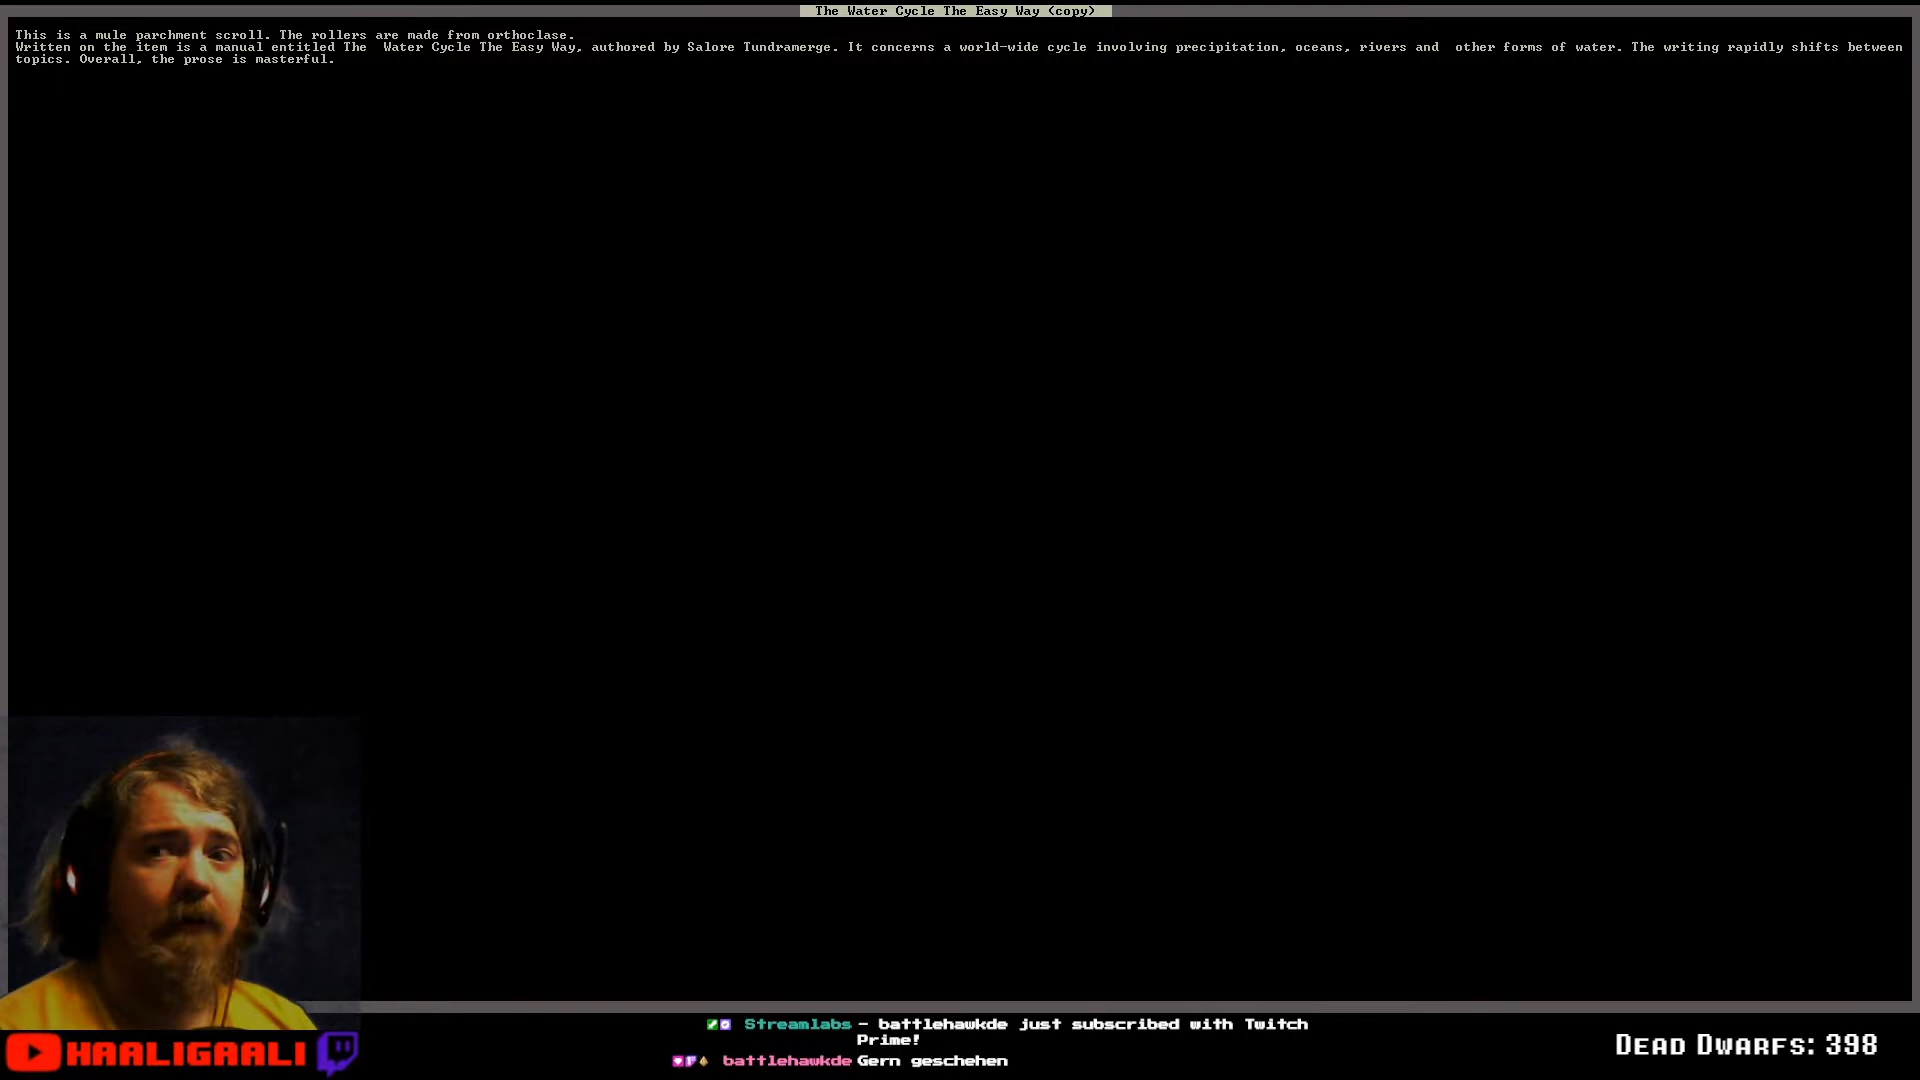 The Water Cycle The Easy Way (copy)
This is a mule parchment scroll. The rollers are made from orthoclase.
Written on the item is a manual entitled The  Water Cycle The Easy Way, authored by Salore Tundramerge. It concerns a world-wide cycle involving precipitation, oceans, rivers and  other forms of water. The writing rapidly shifts between
topics. Overall, the prose is masterful.
Streamlabs - battlehawkde just subscribed with Twitch
Prime!
battlehawkde Gern geschehen
HAALIGAALI
Dead Dwarfs: 398